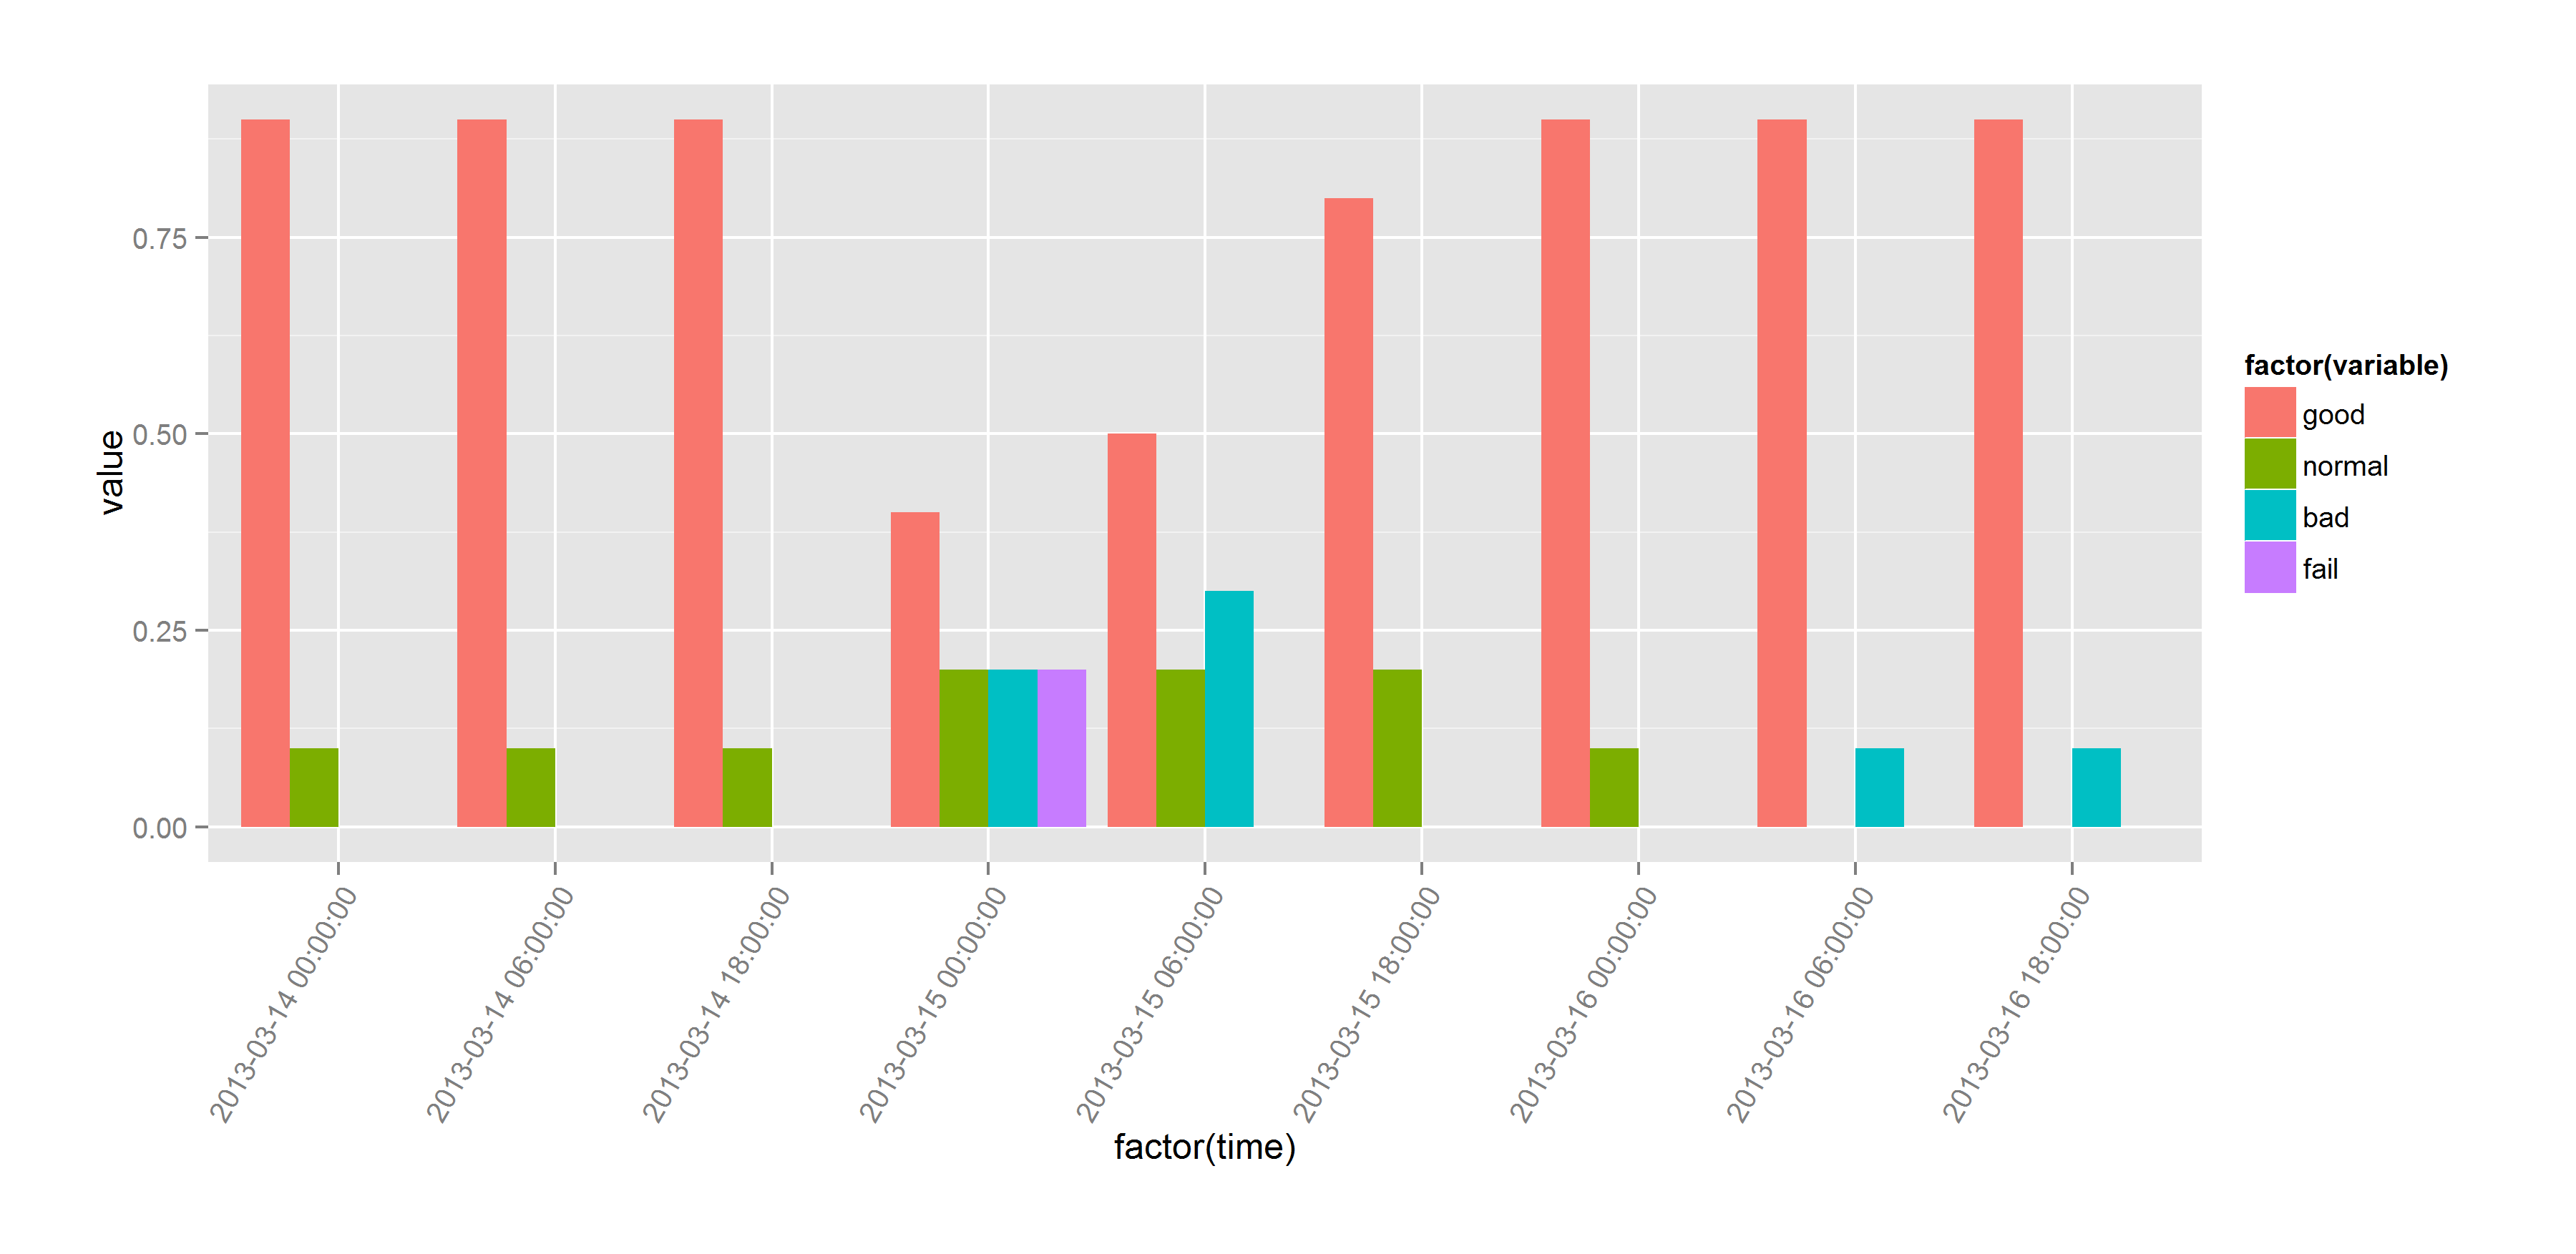 value
0.75
0.50
0.25
0.00
2013-03-14 00:00:00
2013-03-14 06:00:00
2013-03-14 18:00:00
2013-03-15 00:00:00
2013-03-15 06:00:00
2013-03-15 18:00:00
2013-03-16 00:00:00
2013-03-16 06:00:00
2013-03-16 18:00:00
factor(time)
factor(variable)
good
normal
bad
fail